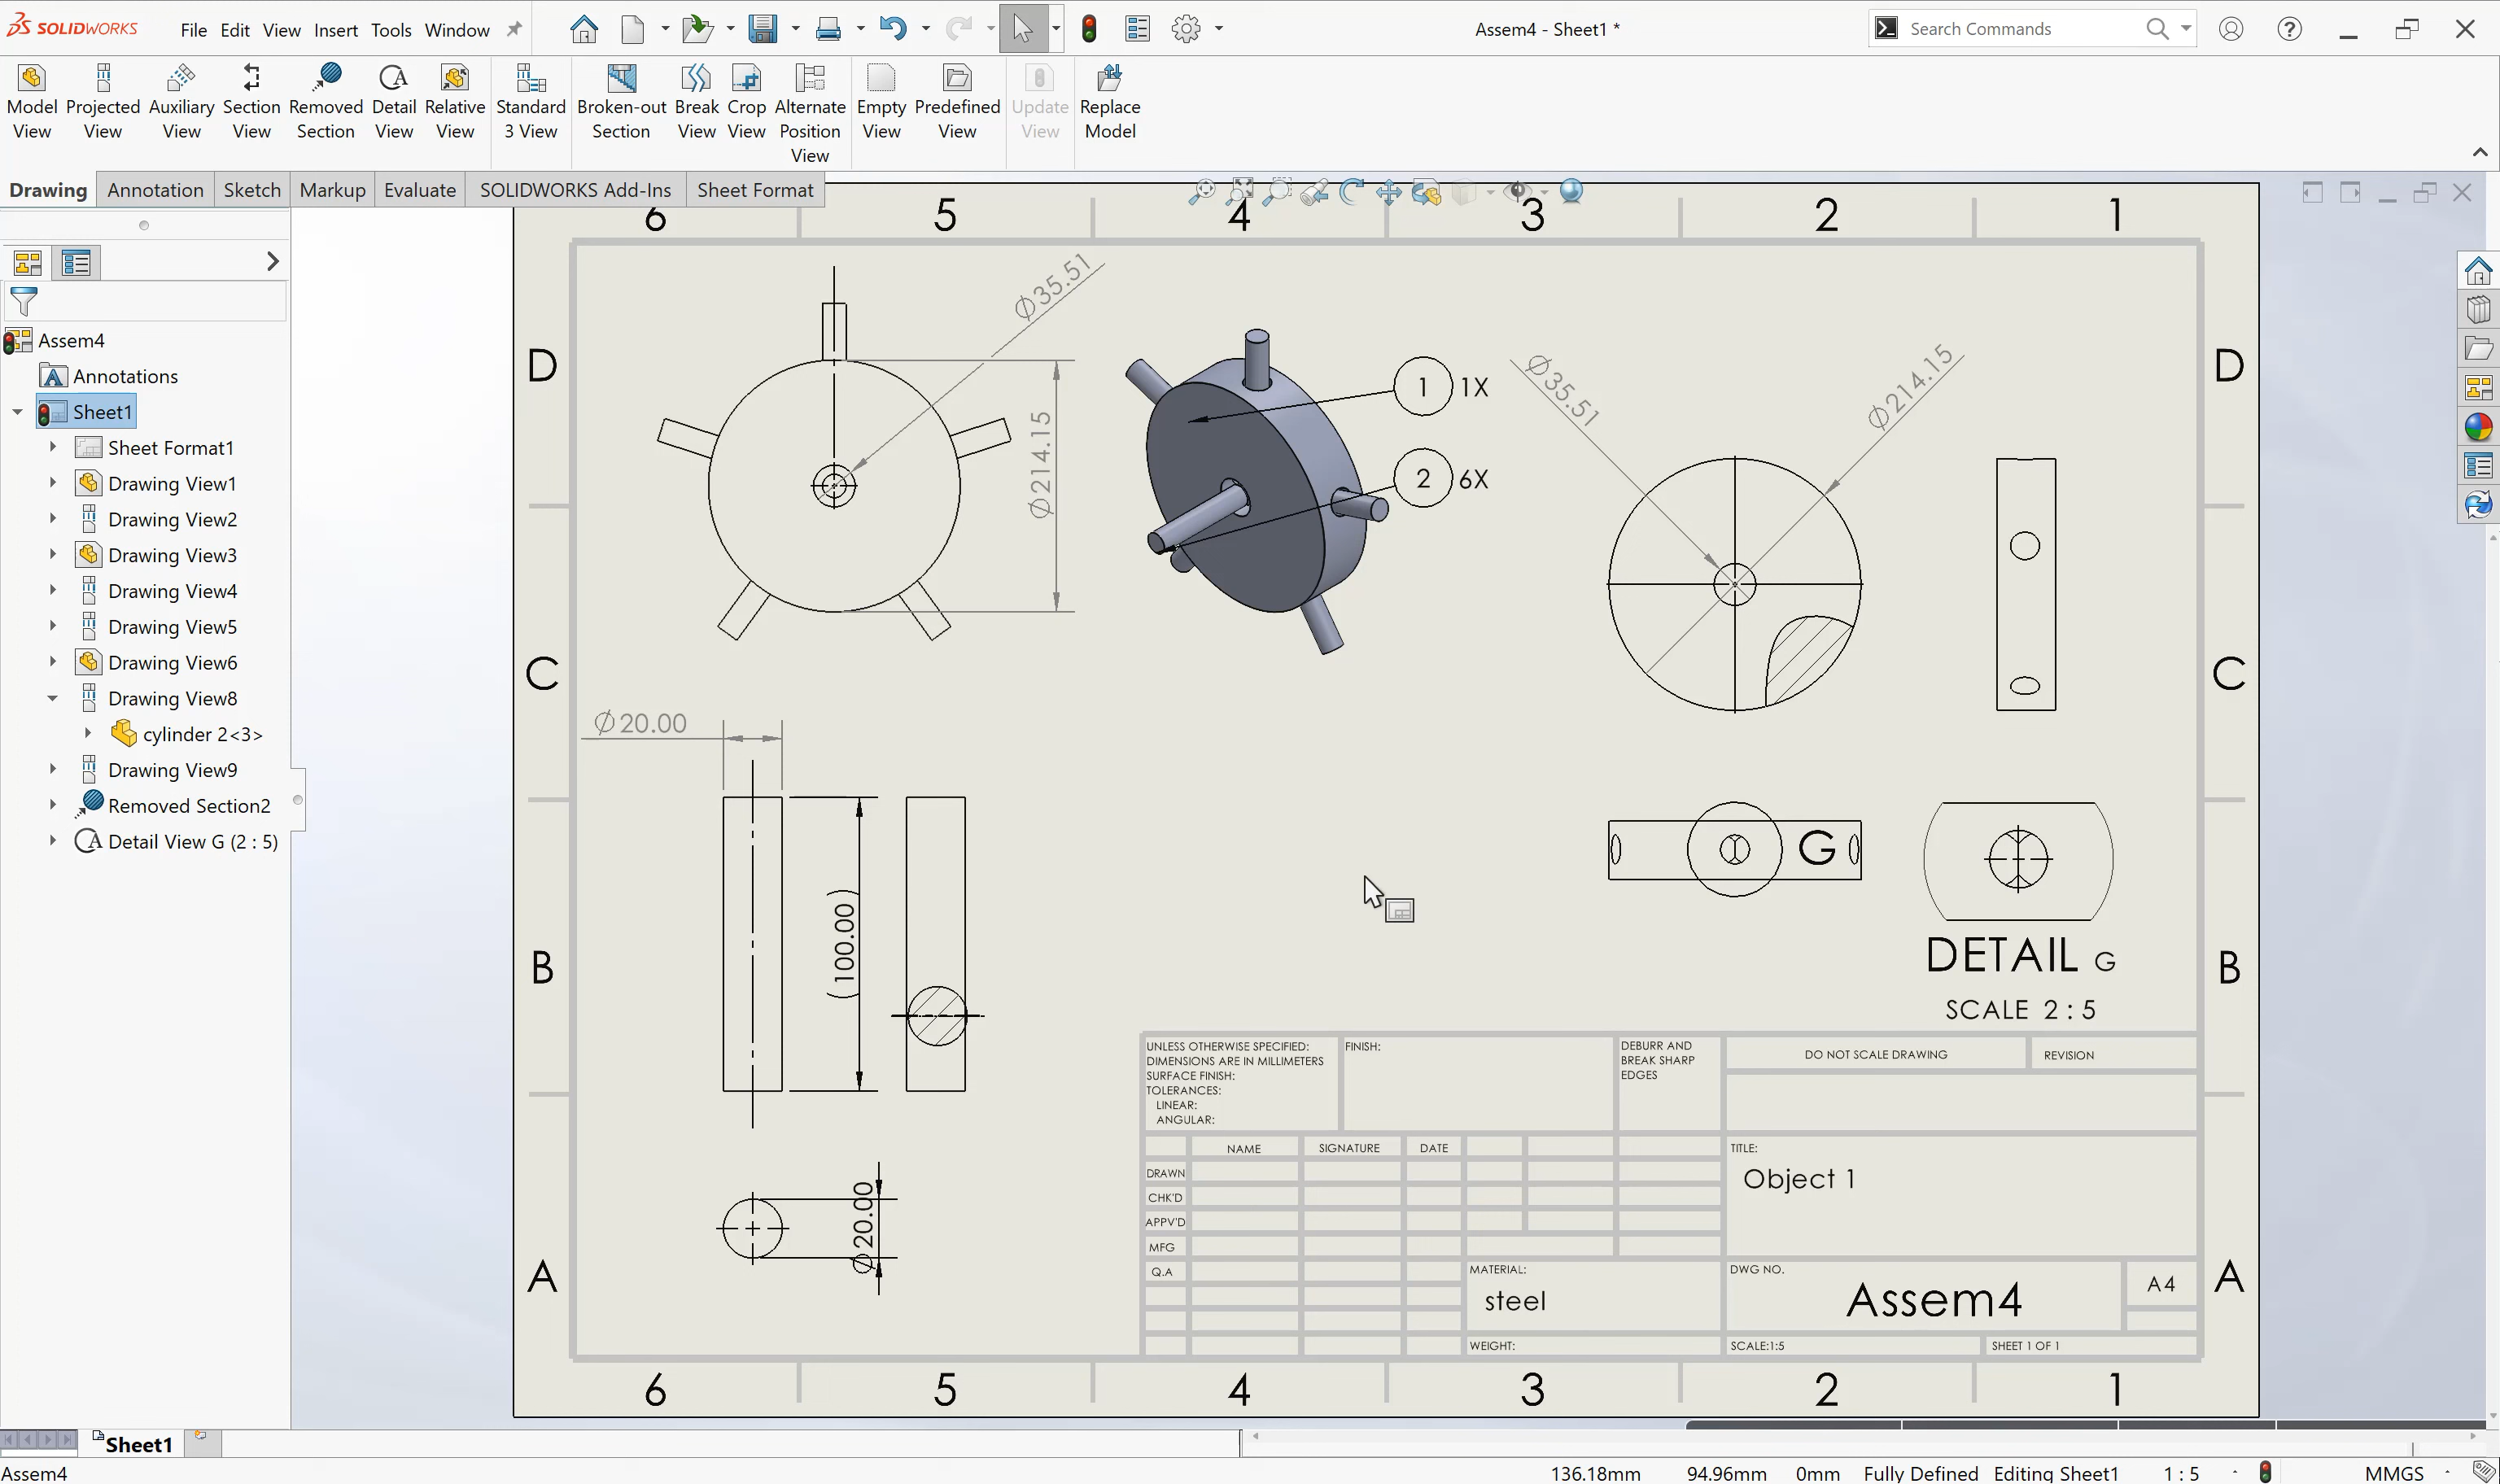 SOLIDWORKS File Edit View Insert Tools Window
Assem4 - Sheet1 *
Search Commands
Model View
Projected View
Auxiliary View
Section View
Removed Section
Detail View
Relative View
Standard 3 View
Broken-out Section
Break View
Crop View
Alternate Position View
Empty View
Predefined View
Update View
Replace Model
Drawing Annotation Sketch Markup Evaluate SOLIDWORKS Add-Ins Sheet Format
Assem4
Annotations
Sheet1
Sheet Format1
Drawing View1
Drawing View2
Drawing View3
Drawing View4
Drawing View5
Drawing View6
Drawing View8
cylinder 2<3>
Drawing View9
Removed Section2
Detail View G (2 : 5)
6 5 4 3 2 1
D D
C C
B B
A A
∅35.51
∅214.15
1 1X
2 6X
∅35.51
∅214.15
∅20.00
(100.00)
∅20.00
G
DETAIL G
SCALE 2 : 5
UNLESS OTHERWISE SPECIFIED:
DIMENSIONS ARE IN MILLIMETERS
SURFACE FINISH:
TOLERANCES:
LINEAR:
ANGULAR:
FINISH:
DEBURR AND
BREAK SHARP
EDGES
DO NOT SCALE DRAWING
REVISION
NAME SIGNATURE DATE
DRAWN
CHK'D
APPV'D
MFG
Q.A
TITLE:
Object 1
MATERIAL:
steel
DWG NO.
Assem4
A4
WEIGHT:
SCALE:1:5
SHEET 1 OF 1
6 5 4 3 2 1
Sheet1
Assem4
136.18mm 94.96mm 0mm Fully Defined Editing Sheet1 1 : 5 MMGS